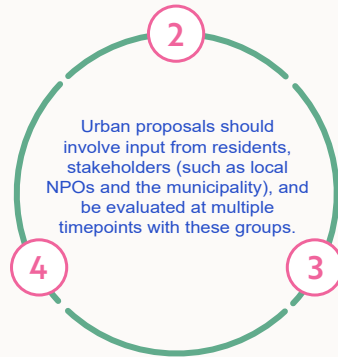 2
Urban proposals should
involve input from residents,
stakeholders (such as local
NPOs and the municipality), and
be evaluated at multiple
timepoints with these groups.
4
3